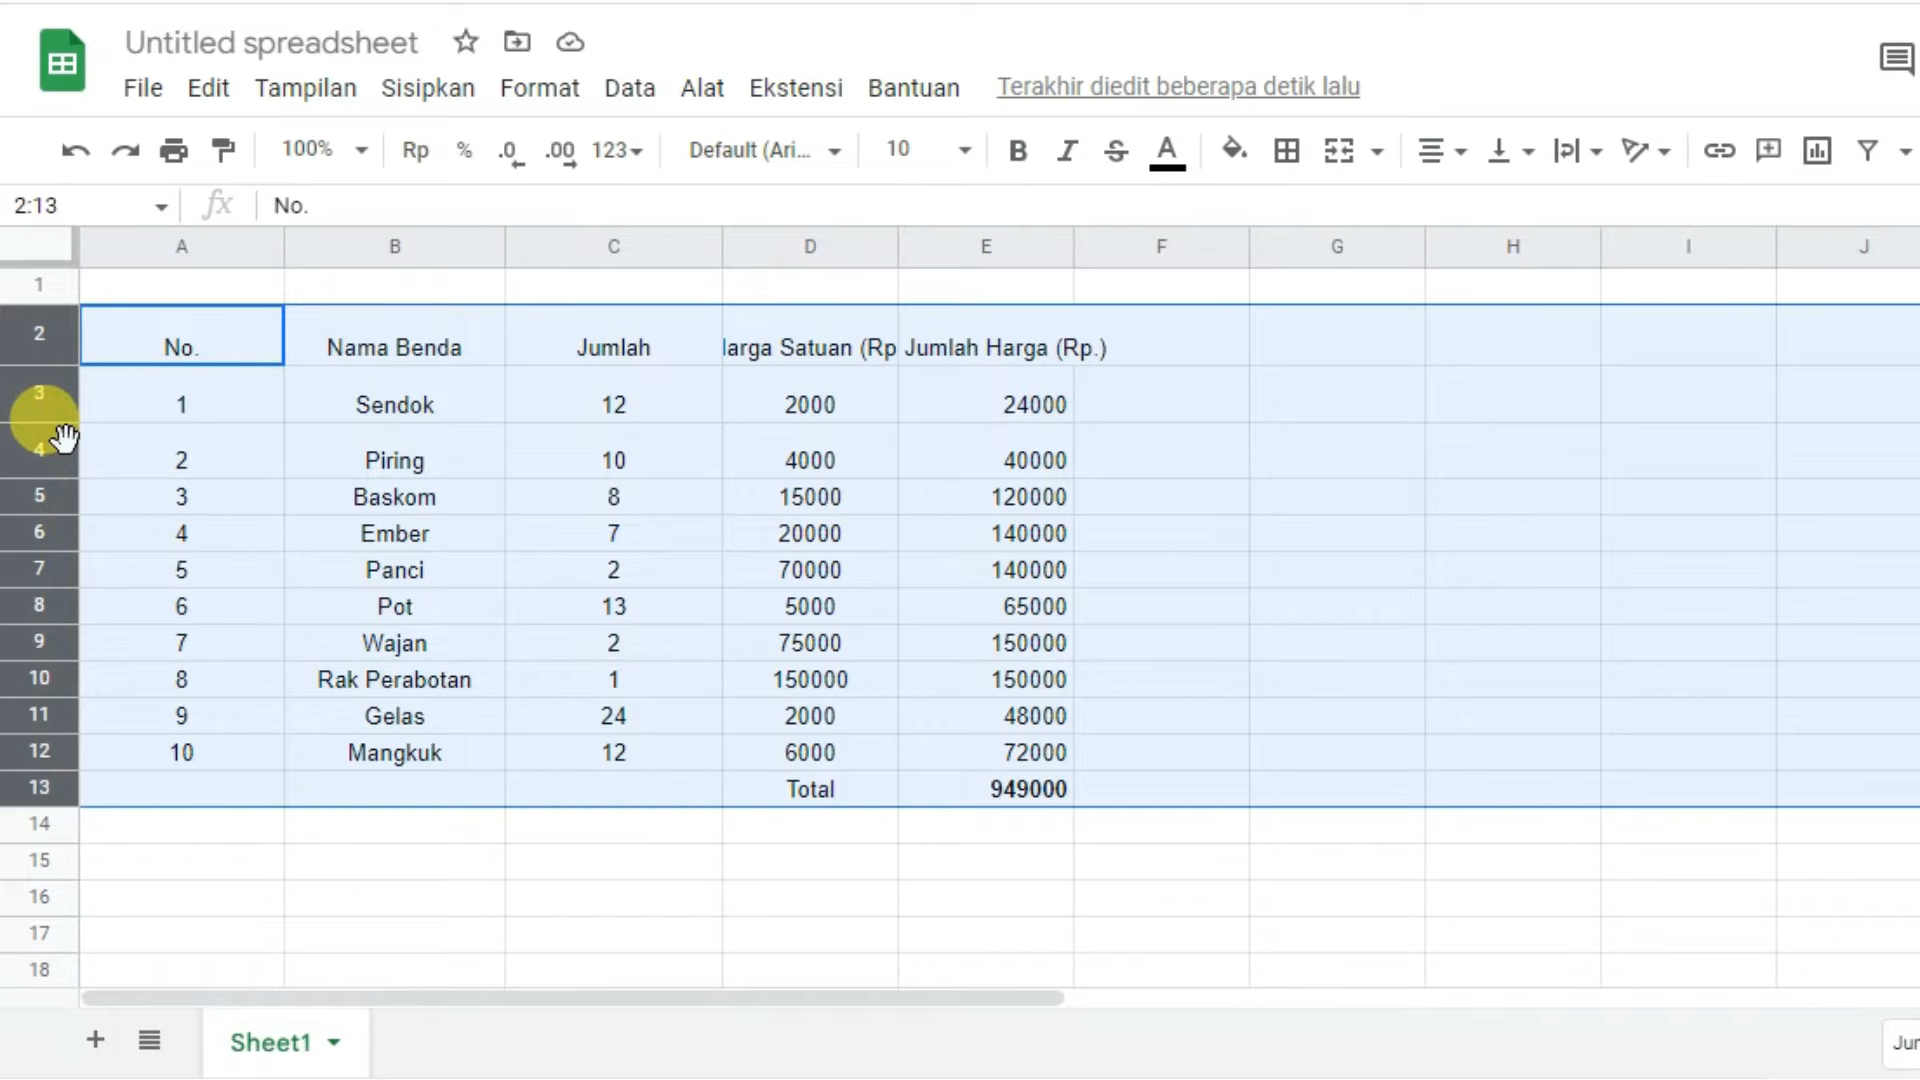 Untitled spreadsheet
File Edit Tampilan Sisipkan Format Data Alat Ekstensi Bantuan Terakhir diedit beberapa detik lalu
100% Rp % .0 .00 123 Default (Ari... 10 B I S A
2:13 fx No.
A B C D E F G H I J
1
2 No. Nama Benda Jumlah larga Satuan (Rp Jumlah Harga (Rp.)
3 1 Sendok 12 2000 24000
4 2 Piring 10 4000 40000
5 3 Baskom 8 15000 120000
6 4 Ember 7 20000 140000
7 5 Panci 2 70000 140000
8 6 Pot 13 5000 65000
9 7 Wajan 2 75000 150000
10 8 Rak Perabotan 1 150000 150000
11 9 Gelas 24 2000 48000
12 10 Mangkuk 12 6000 72000
13 Total 949000
14
15
16
17
18
+ Sheet1 Jur